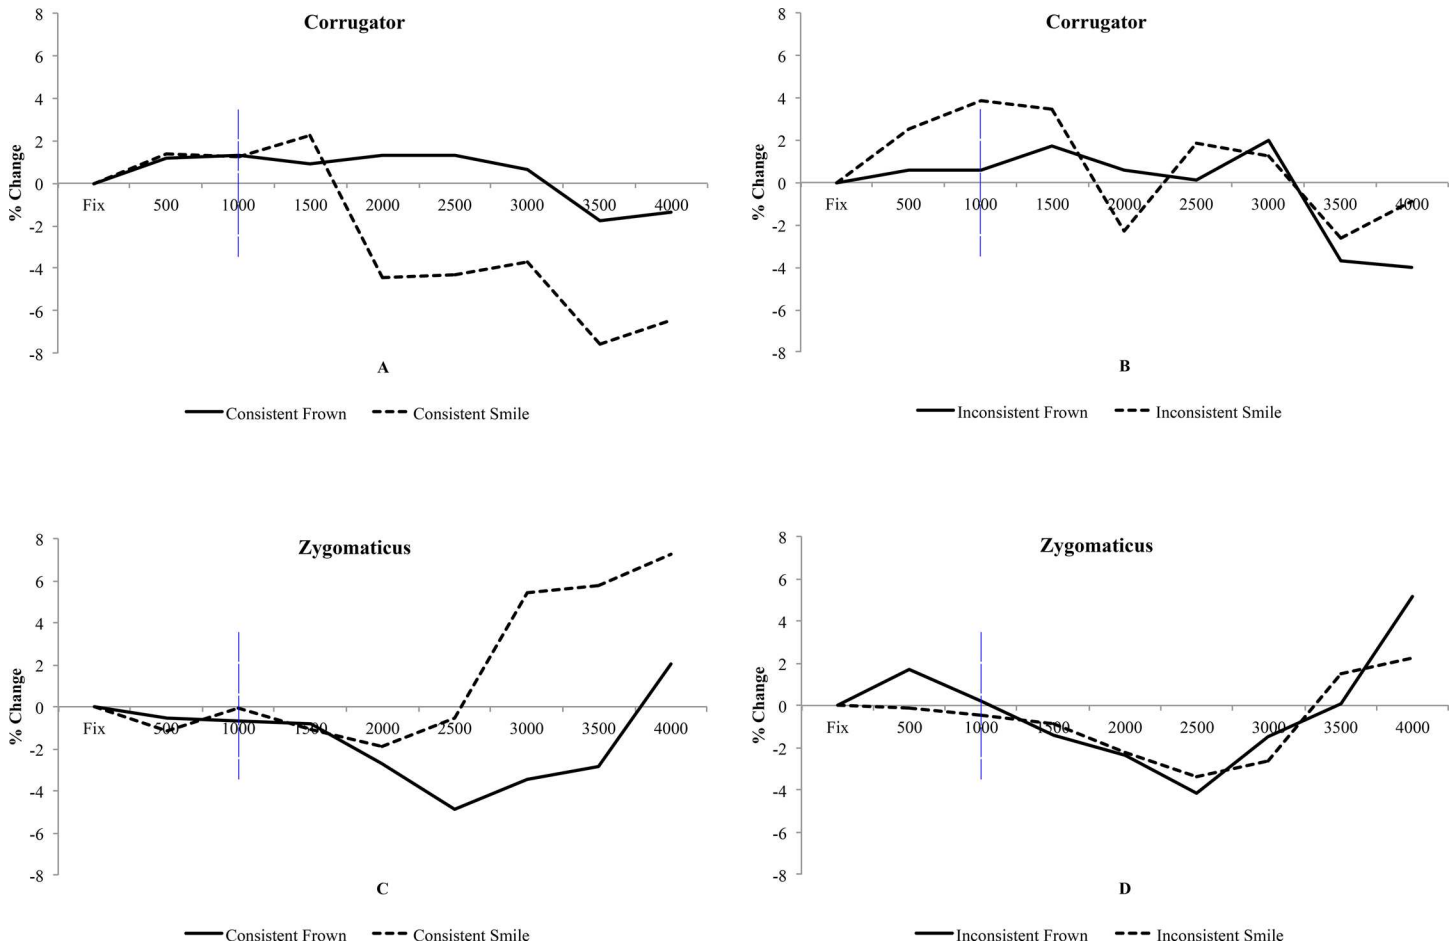 Corrugator
8
6
4
2
0
-2
-4
-6
-8
% Change
Fix 500 1000 1500 2000 2500 3000 3500 4000
A
Consistent Frown Consistent Smile
Corrugator
8
6
4
2
0
-2
-4
-6
-8
% Change
Fix 500 1000 1500 2000 2500 3000 3500 4000
B
Inconsistent Frown Inconsistent Smile
Zygomaticus
8
6
4
2
0
-2
-4
-6
-8
% Change
Fix 500 1000 1500 2000 2500 3000 3500 4000
C
Consistent Frown Consistent Smile
Zygomaticus
8
6
4
2
0
-2
-4
-6
-8
% Change
Fix 500 1000 1500 2000 2500 3000 3500 4000
D
Inconsistent Frown Inconsistent Smile